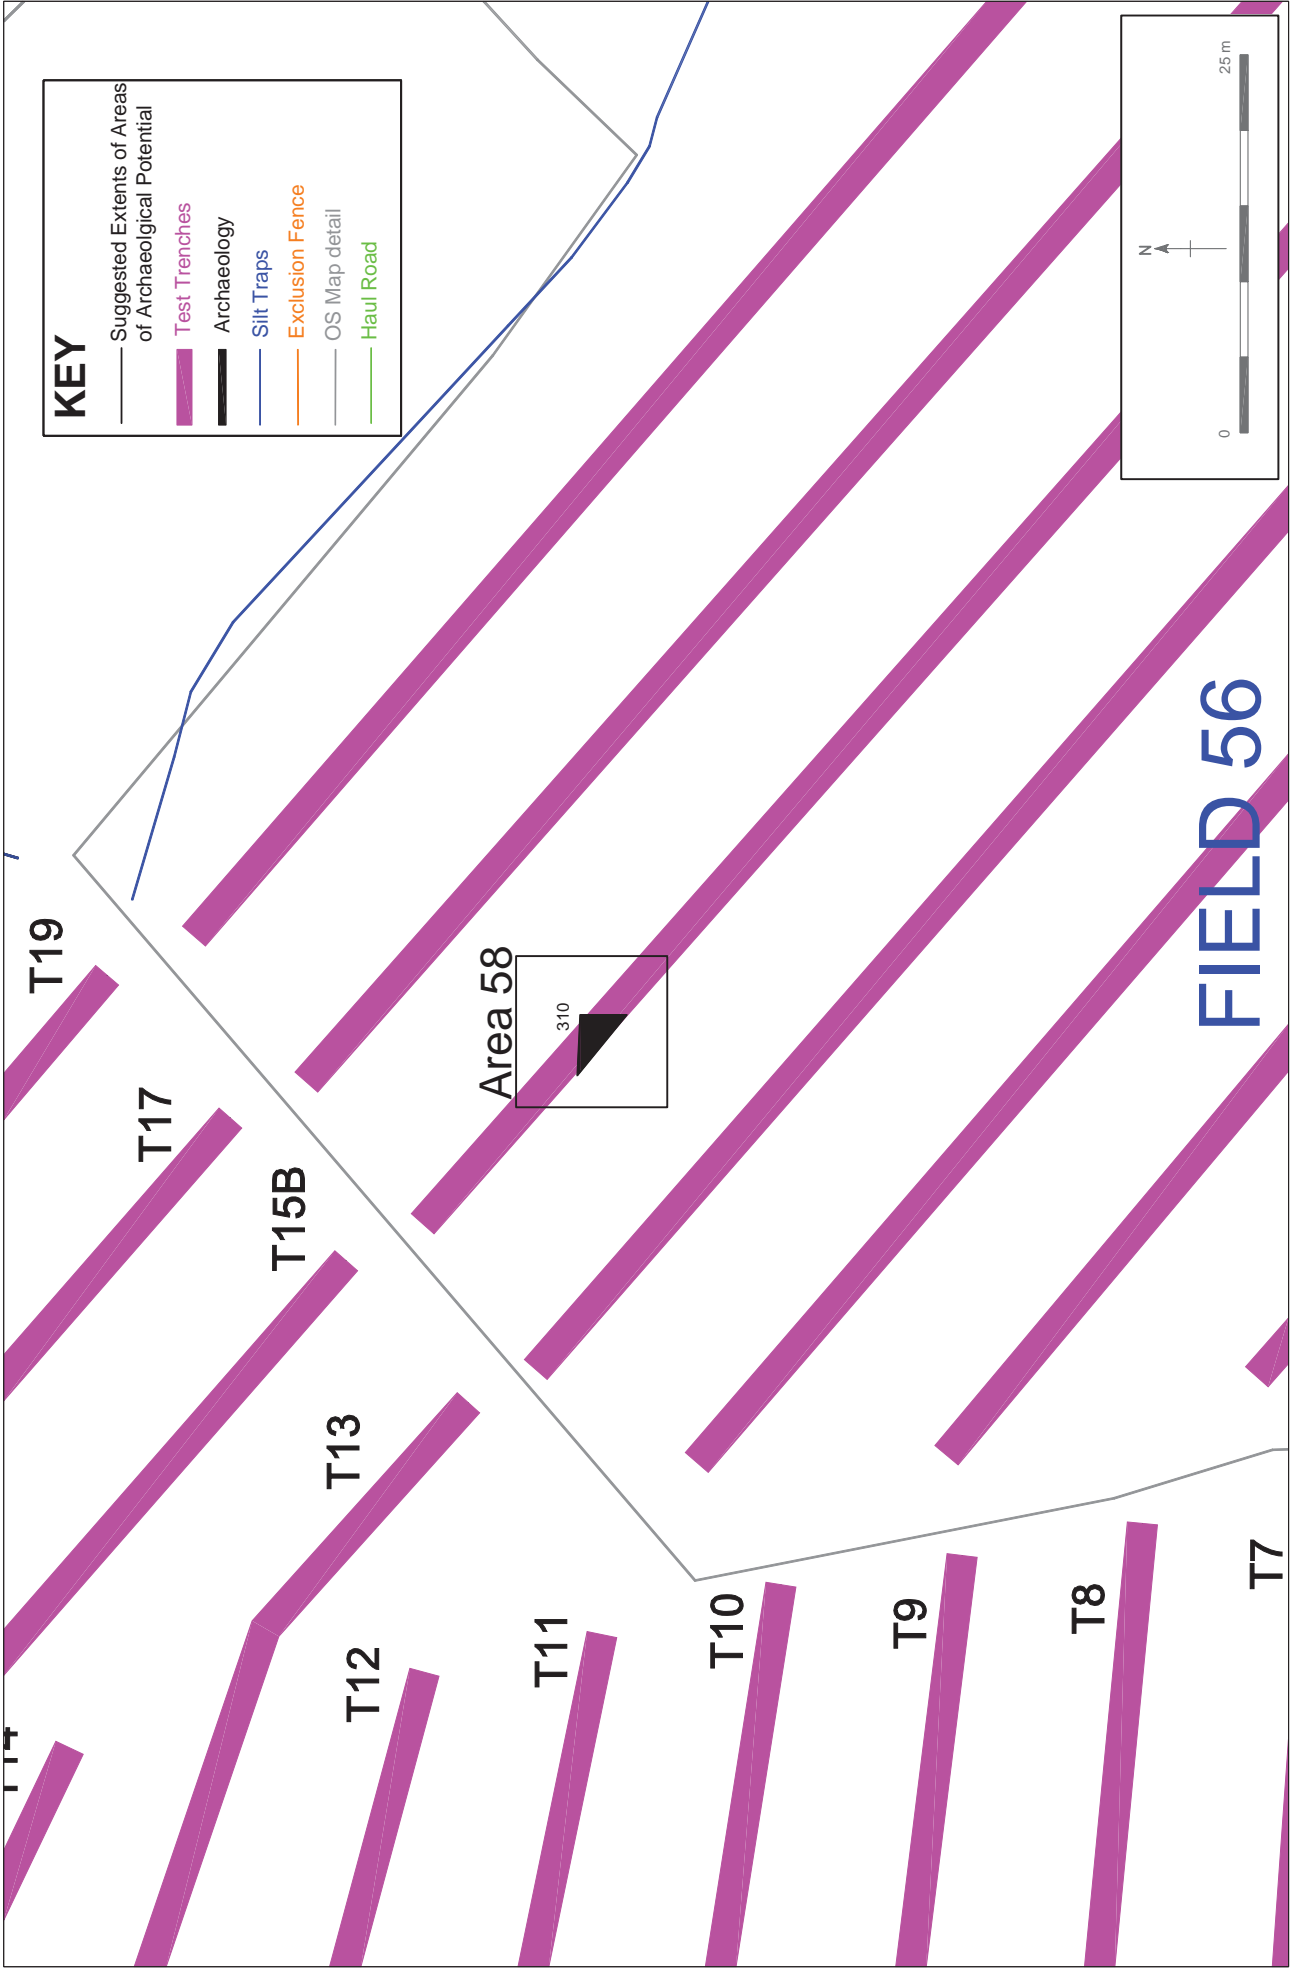 KEY
Suggested Extents of Areas
of Archaeolgical Potential
Test Trenches
Archaeology
Silt Traps
Exclusion Fence
OS Map detail
Haul Road
T19
T17
T15B
T13
T12
T11
T10
T9
T8
T7
Area 58
310
FIELD 56
N
0
25 m